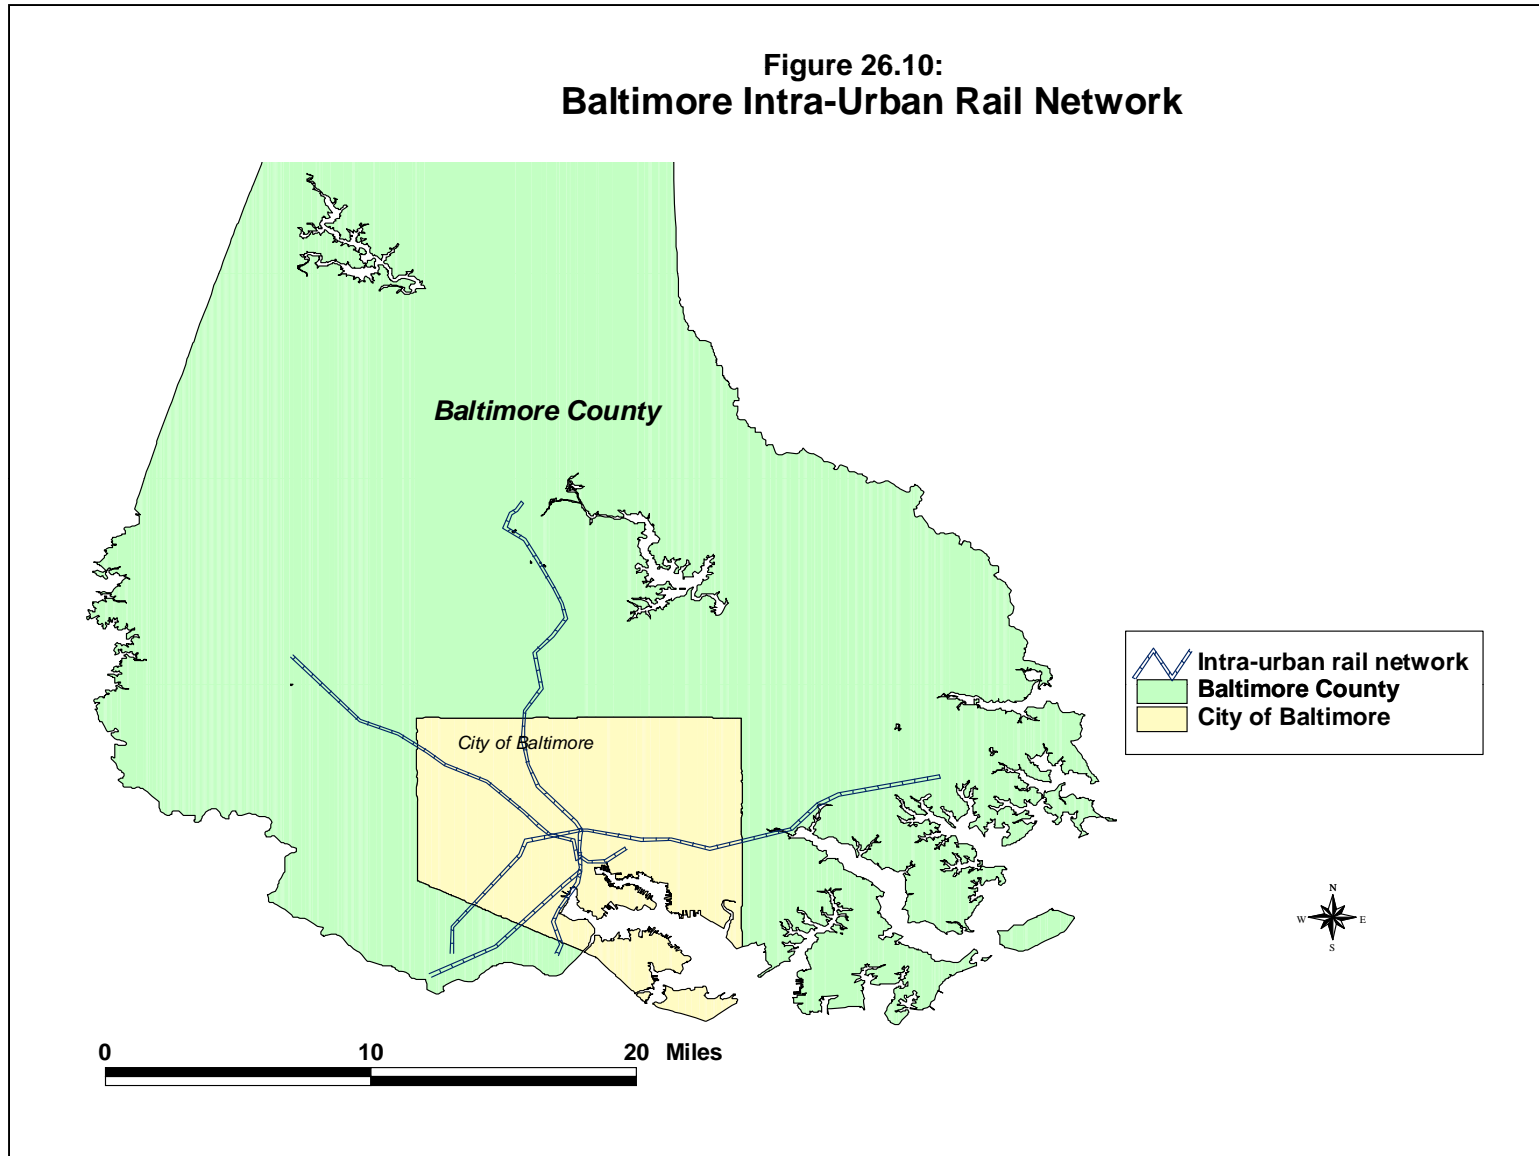 Figure 26.10:
Baltimore Intra-Urban Rail Network
Baltimore County
City of Baltimore
Intra-urban rail network
Baltimore County
City of Baltimore
N
W E
S
0 10 20 Miles